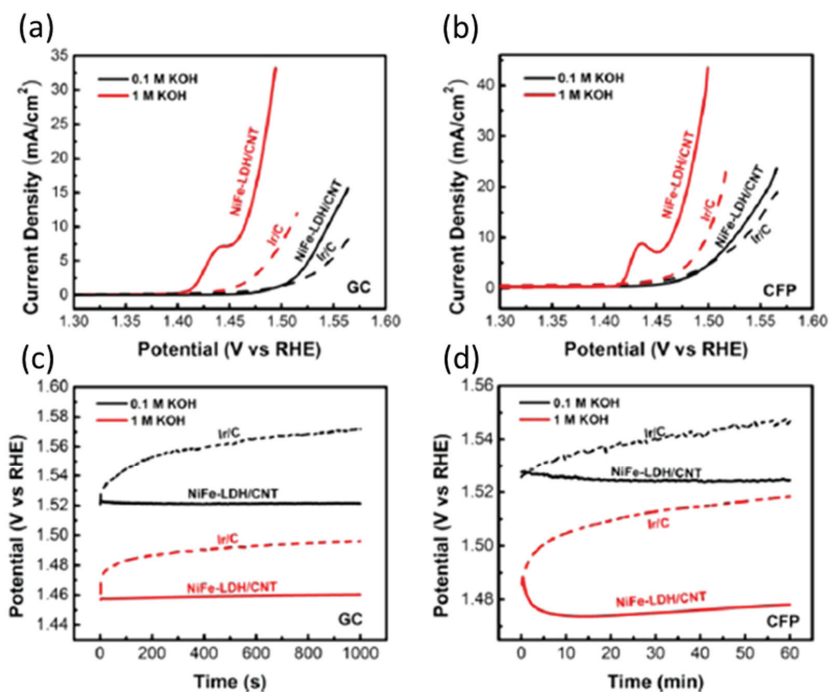 (a)
35
30
25
20
15
10
5
0
1.30 1.35 1.40 1.45 1.50 1.55 1.60
Current Density (mA/cm²)
Potential (V vs RHE)
0.1 M KOH
1 M KOH
NiFe-LDH/CNT
Ir/C
NiFe-LDH/CNT
Ir/C
GC
(b)
40
30
20
10
0
1.30 1.35 1.40 1.45 1.50 1.55 1.60
Current Density (mA/cm²)
Potential (V vs RHE)
0.1 M KOH
1 M KOH
NiFe-LDH/CNT
Ir/C
NiFe-LDH/CNT
Ir/C
CFP
(c)
1.60
1.58
1.56
1.54
1.52
1.50
1.48
1.46
1.44
0 200 400 600 800 1000
Potential (V vs RHE)
Time (s)
0.1 M KOH
1 M KOH
Ir/C
NiFe-LDH/CNT
Ir/C
NiFe-LDH/CNT
GC
(d)
1.56
1.54
1.52
1.50
1.48
0 10 20 30 40 50 60
Potential (V vs RHE)
Time (min)
0.1 M KOH
1 M KOH
Ir/C
NiFe-LDH/CNT
Ir/C
NiFe-LDH/CNT
CFP